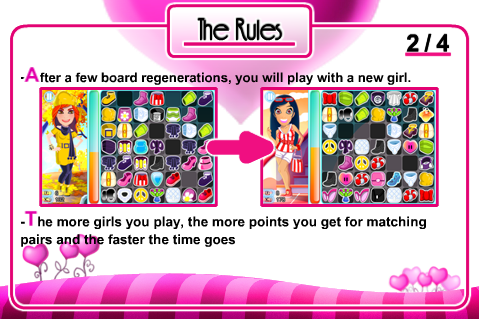 The Rules
2/4
-After a few board regenerations, you will play with a new girl.
-The more girls you play, the more points you get for matching
pairs and the faster the time goes